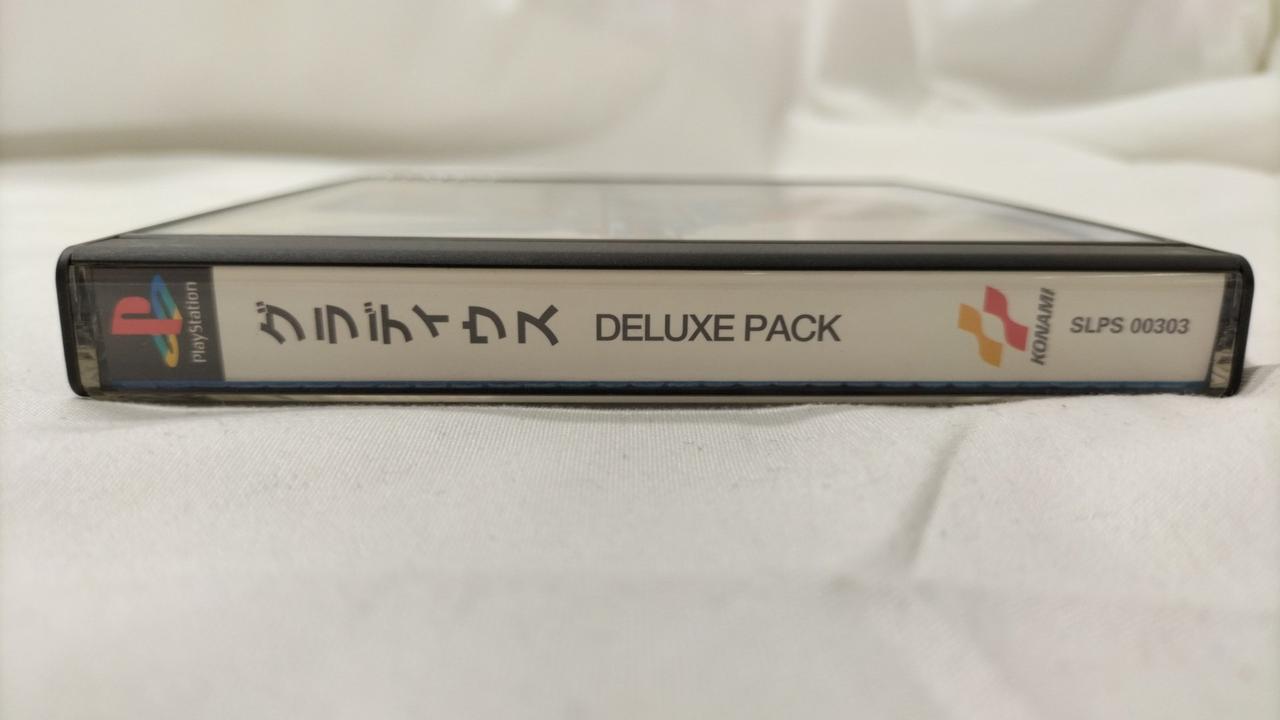 PlayStation
グラディウス DELUXE PACK
KONAMI
SLPS 00303